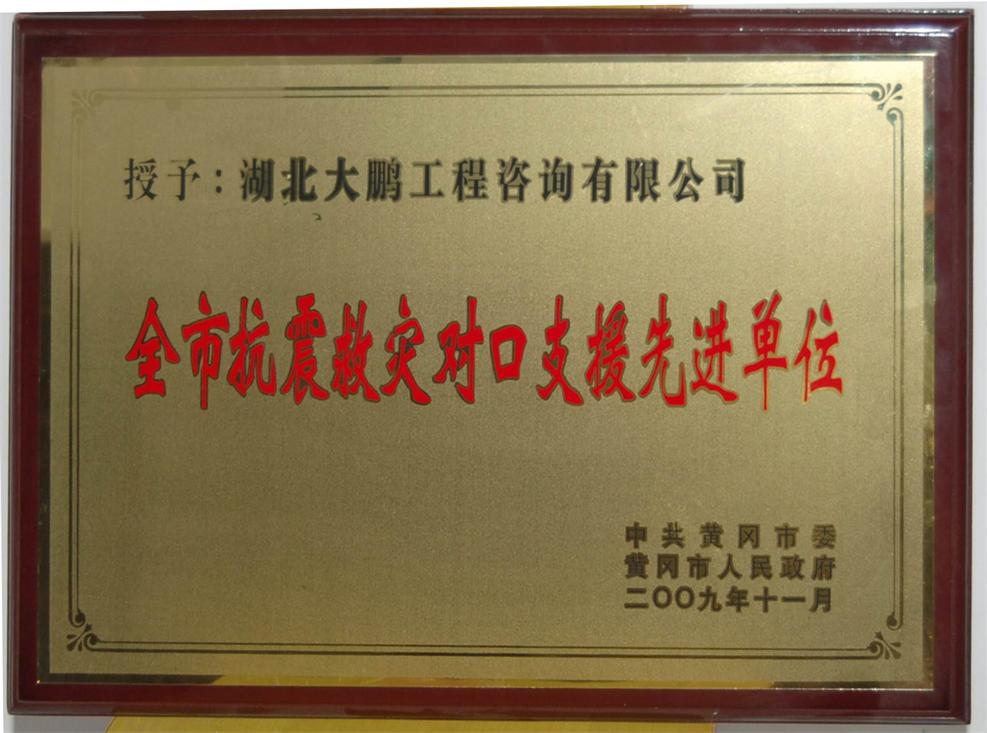 授予：湖北大鹏工程咨询有限公司
全市抗震救灾对口支援先进单位
中共黄冈市委
黄冈市人民政府
二〇〇九年十一月